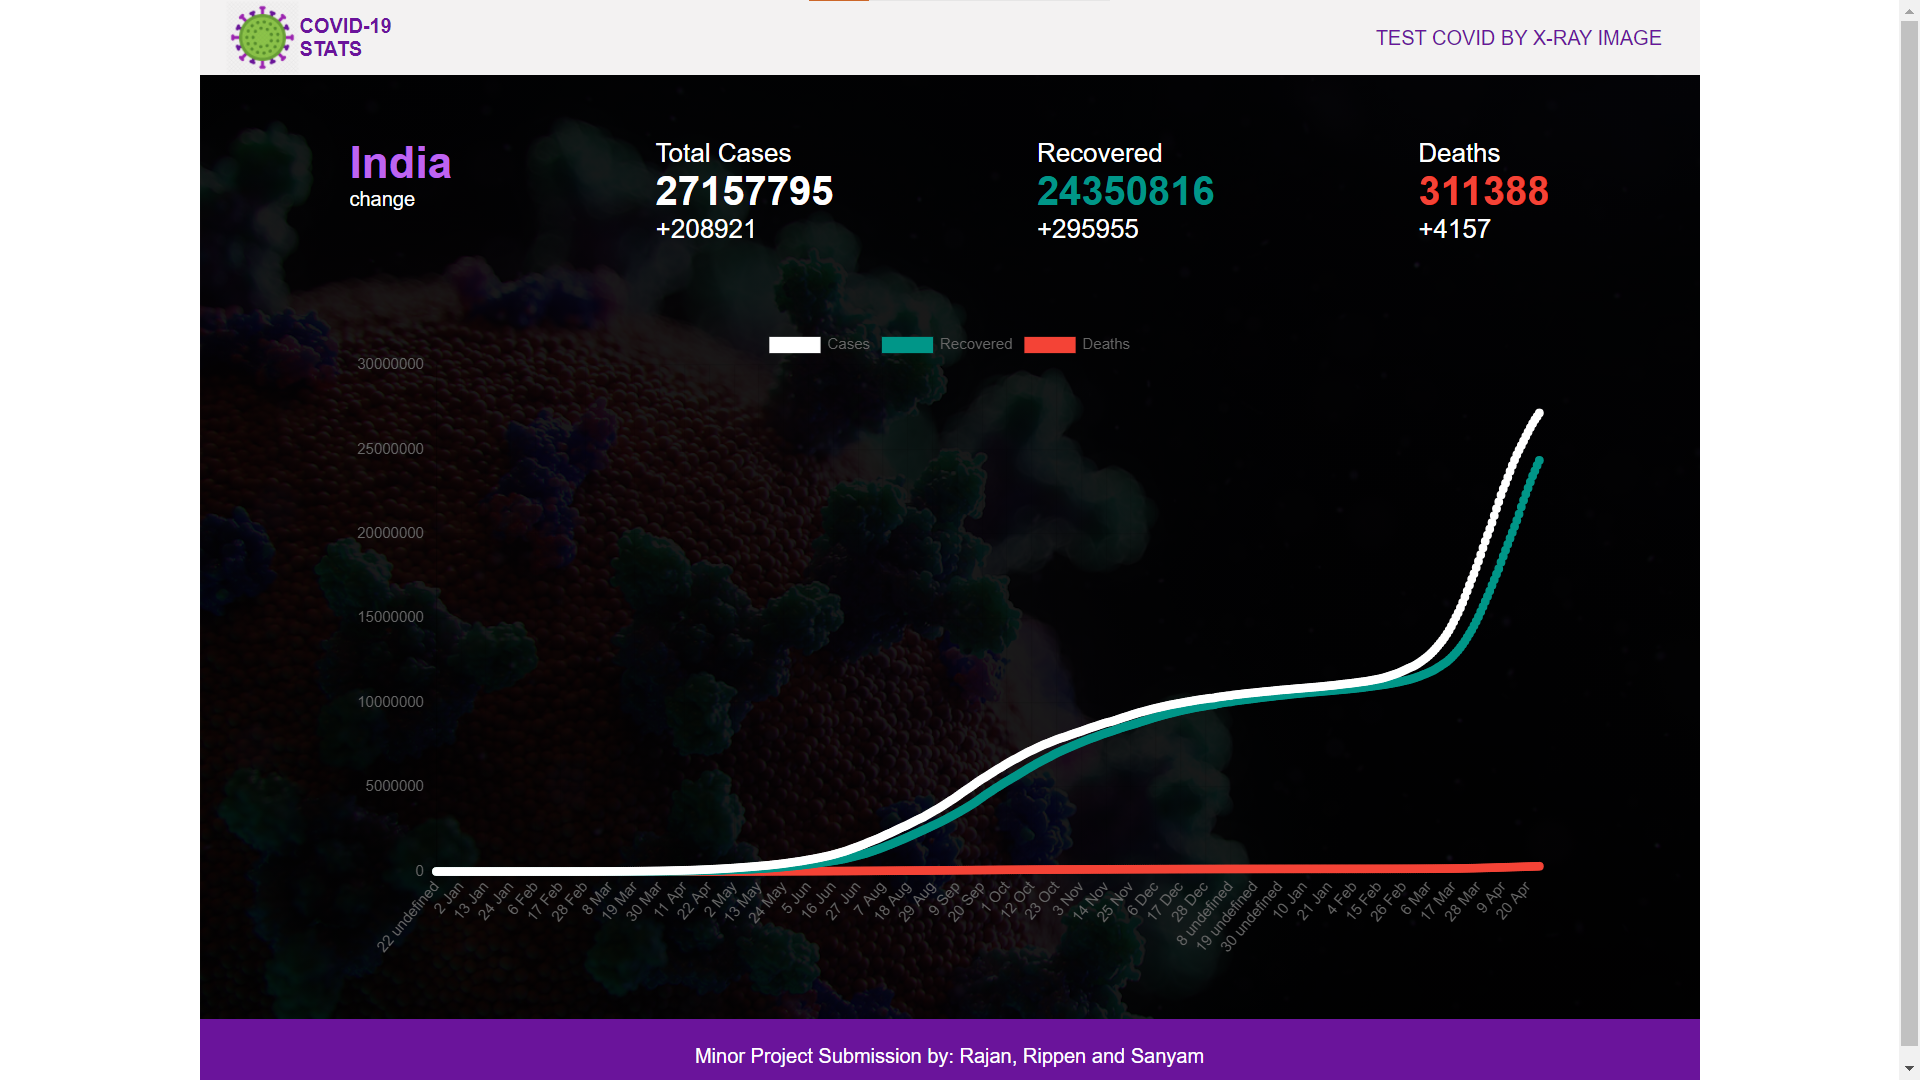 COVID-19
STATS
TEST COVID BY X-RAY IMAGE
India
change
Total Cases
27157795
+208921
Recovered
24350816
+295955
Deaths
311388
+4157
Cases
Recovered
Deaths
30000000
25000000
20000000
15000000
10000000
5000000
0
22 undefined
2 Jan
13 Jan
24 Jan
6 Feb
17 Feb
28 Feb
8 Mar
19 Mar
30 Mar
11 Apr
22 Apr
2 May
13 May
24 May
5 Jun
16 Jun
27 Jun
7 Aug
18 Aug
29 Aug
9 Sep
20 Sep
1 Oct
12 Oct
23 Oct
3 Nov
14 Nov
25 Nov
6 Dec
17 Dec
28 Dec
8 undefined
19 undefined
30 undefined
10 Jan
21 Jan
4 Feb
15 Feb
26 Feb
6 Mar
17 Mar
28 Mar
9 Apr
20 Apr
Minor Project Submission by: Rajan, Rippen and Sanyam